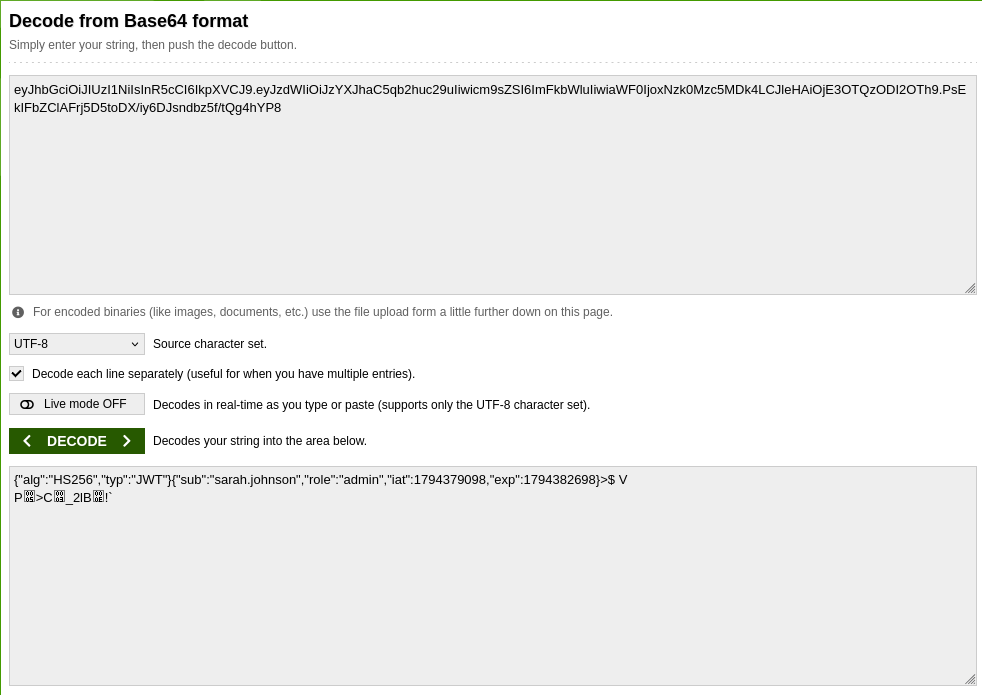 Decode from Base64 format
Simply enter your string, then push the decode button.
eyJhbGciOiJIUzI1NiIsInR5cCI6IkpXVCJ9.eyJzdWIiOiJzYXJhaC5qb2huc29uIiwicm9sZSI6ImFkbWluIiwiaWF0IjoxNzk0Mzc5MDk4LCJleHAiOjE3OTQzODI2OTh9.PsE
kIFbZClAFrj5D5toDX/iy6DJsndbz5f/tQg4hYP8
For encoded binaries (like images, documents, etc.) use the file upload form a little further down on this page.
UTF-8 Source character set.
Decode each line separately (useful for when you have multiple entries).
Live mode OFF Decodes in real-time as you type or paste (supports only the UTF-8 character set).
DECODE Decodes your string into the area below.
{"alg":"HS256","typ":"JWT"}{"sub":"sarah.johnson","role":"admin","iat":1794379098,"exp":1794382698}>$ V
P>C_2lB!`